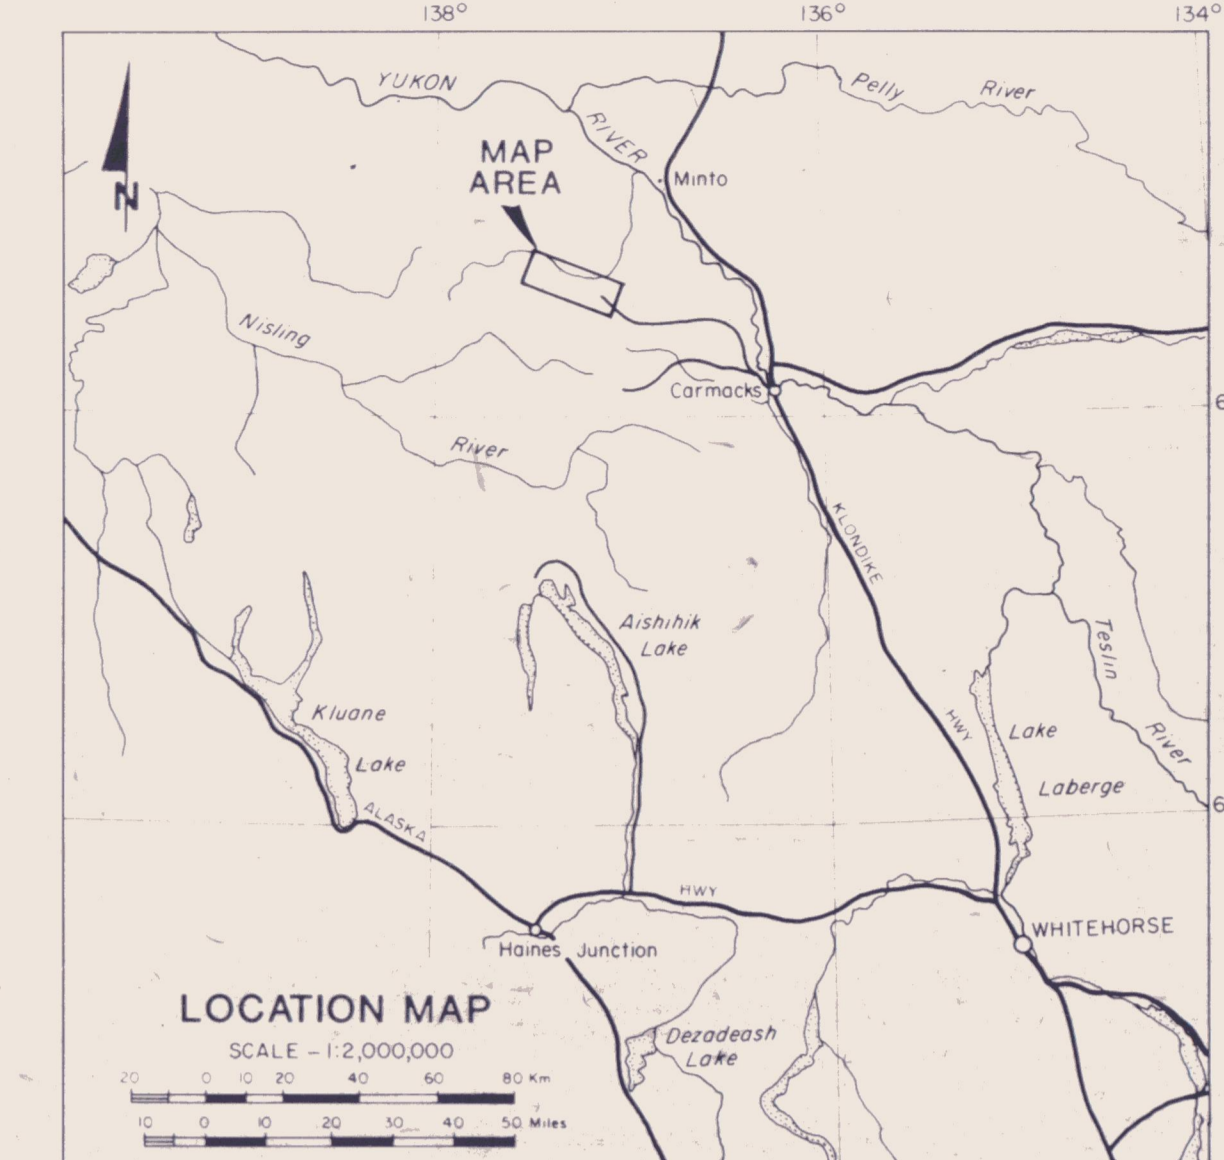 138° 136° 134°
YUKON
Pelly River
RIVER
MAP
AREA
Minto
N
Nisling
Carmacks
6
River
KLONDIKE
Aishihik
Lake
Teslin
Kluane
HWY
Lake
River
Lake
Laberge
6
ALASKA
HWY
WHITEHORSE
Haines Junction
LOCATION MAP
Dezadeash
Lake
SCALE – 1:2,000,000
20 0 10 20 40 60 80 Km
10 0 10 20 30 40 50 Miles